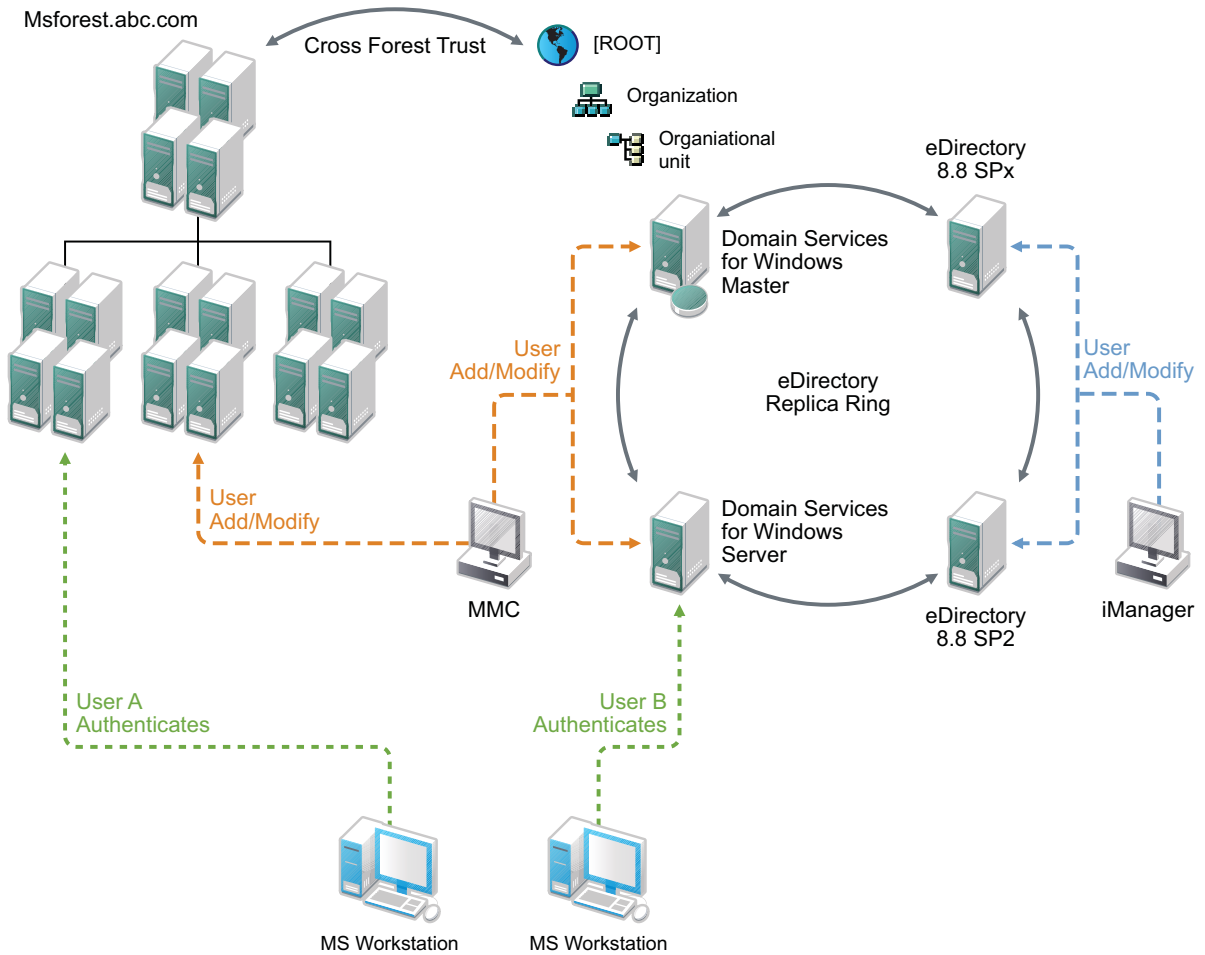 Msforest.abc.com
Cross Forest Trust
[ROOT]
Organization
Organiational
unit
eDirectory
8.8 SPx
Domain Services
for Windows
Master
User
Add/Modify
eDirectory
Replica Ring
User
Add/Modify
User
Add/Modify
Domain Services
for Windows
Server
MMC
eDirectory
8.8 SP2
iManager
User A
Authenticates
User B
Authenticates
MS Workstation
MS Workstation